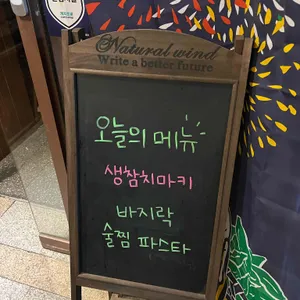 Natural wind
Write a better future
오늘의 메뉴
생참치마키
바지락
술찜 파스타